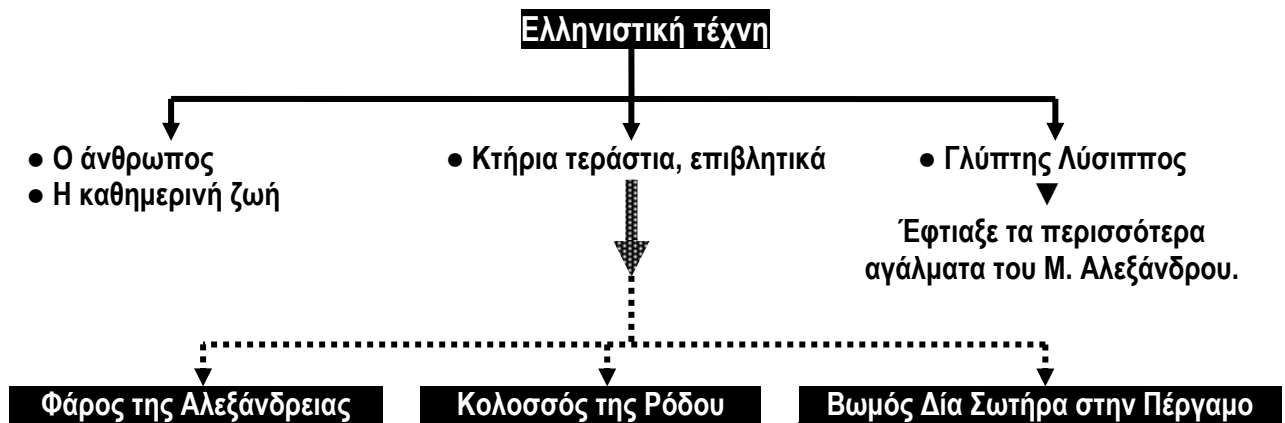 Ελληνιστική τέχνη
● Ο άνθρωπος
● Η καθημερινή ζωή
● Κτήρια τεράστια, επιβλητικά
● Γλύπτης Λύσιππος
Έφτιαξε τα περισσότερα
αγάλματα του Μ. Αλεξάνδρου.
Φάρος της Αλεξάνδρειας
Κολοσσός της Ρόδου
Βωμός Δία Σωτήρα στην Πέργαμο